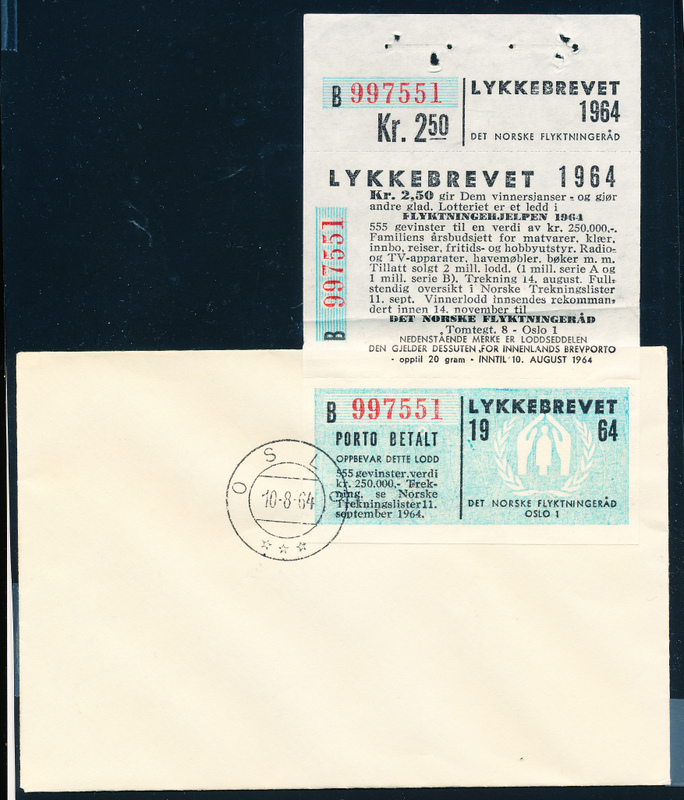 B 997551
Kr. 2.50
LYKKEBREVET
1964
DET NORSKE FLYKTNINGERÅD
LYKKEBREVET 1964
Kr. 2,50 gir Dem vinnersjanser - og gjør
andre glad. Lotteriet er et ledd i
FLYKTNINGEHJELPEN 1964
555 gevinster til en verdi av kr. 250.000,-.
Familiens årsbudsjett for matvarer, klær,
innbo, reiser, fritids- og hobbyutstyr. Radio-
og TV-apparater, havemøbler, bøker m. m.
Tillatt solgt 2 mill. lodd. (1 mill. serie A og
1 mill. serie B). Trekning 14. august. Full-
stendig oversikt i Norske Trekningslister
11. sept. Vinnerlodd innsendes rekomman-
dert innen 14. november til
DET NORSKE FLYKTNINGERÅD
Tomtegt. 8 - Oslo 1
NEDENSTÅENDE MERKE ER LODDSEDDELEN
DEN GJELDER DESSUTEN FOR INNENLANDS BREVPORTO
- opptil 20 gram - INNTIL 10. AUGUST 1964
B 997551
B 997551
PORTO BETALT
OPPBEVAR DETTE LODD
555 gevinster.verdi
kr. 250.000,- Trek-
ning, se Norske
Trekningslister 11.
september 1964.
LYKKEBREVET
19 64
DET NORSKE FLYKTNINGERÅD
OSLO 1
OSLO
10-8-64